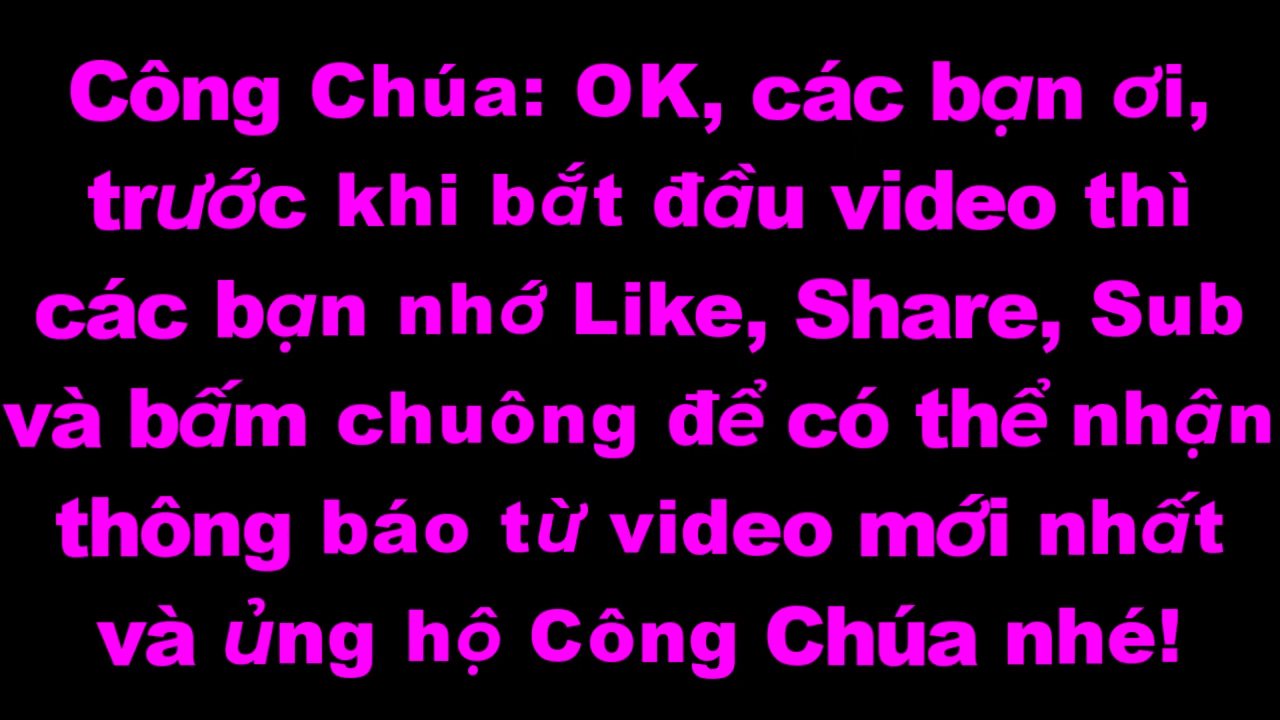 Công Chúa: OK, các bạn ơi,
trước khi bắt đầu video thì
các bạn nhớ Like, Share, Sub
và bấm chuông để có thể nhận
thông báo từ video mới nhất
và ủng hộ Công Chúa nhé!